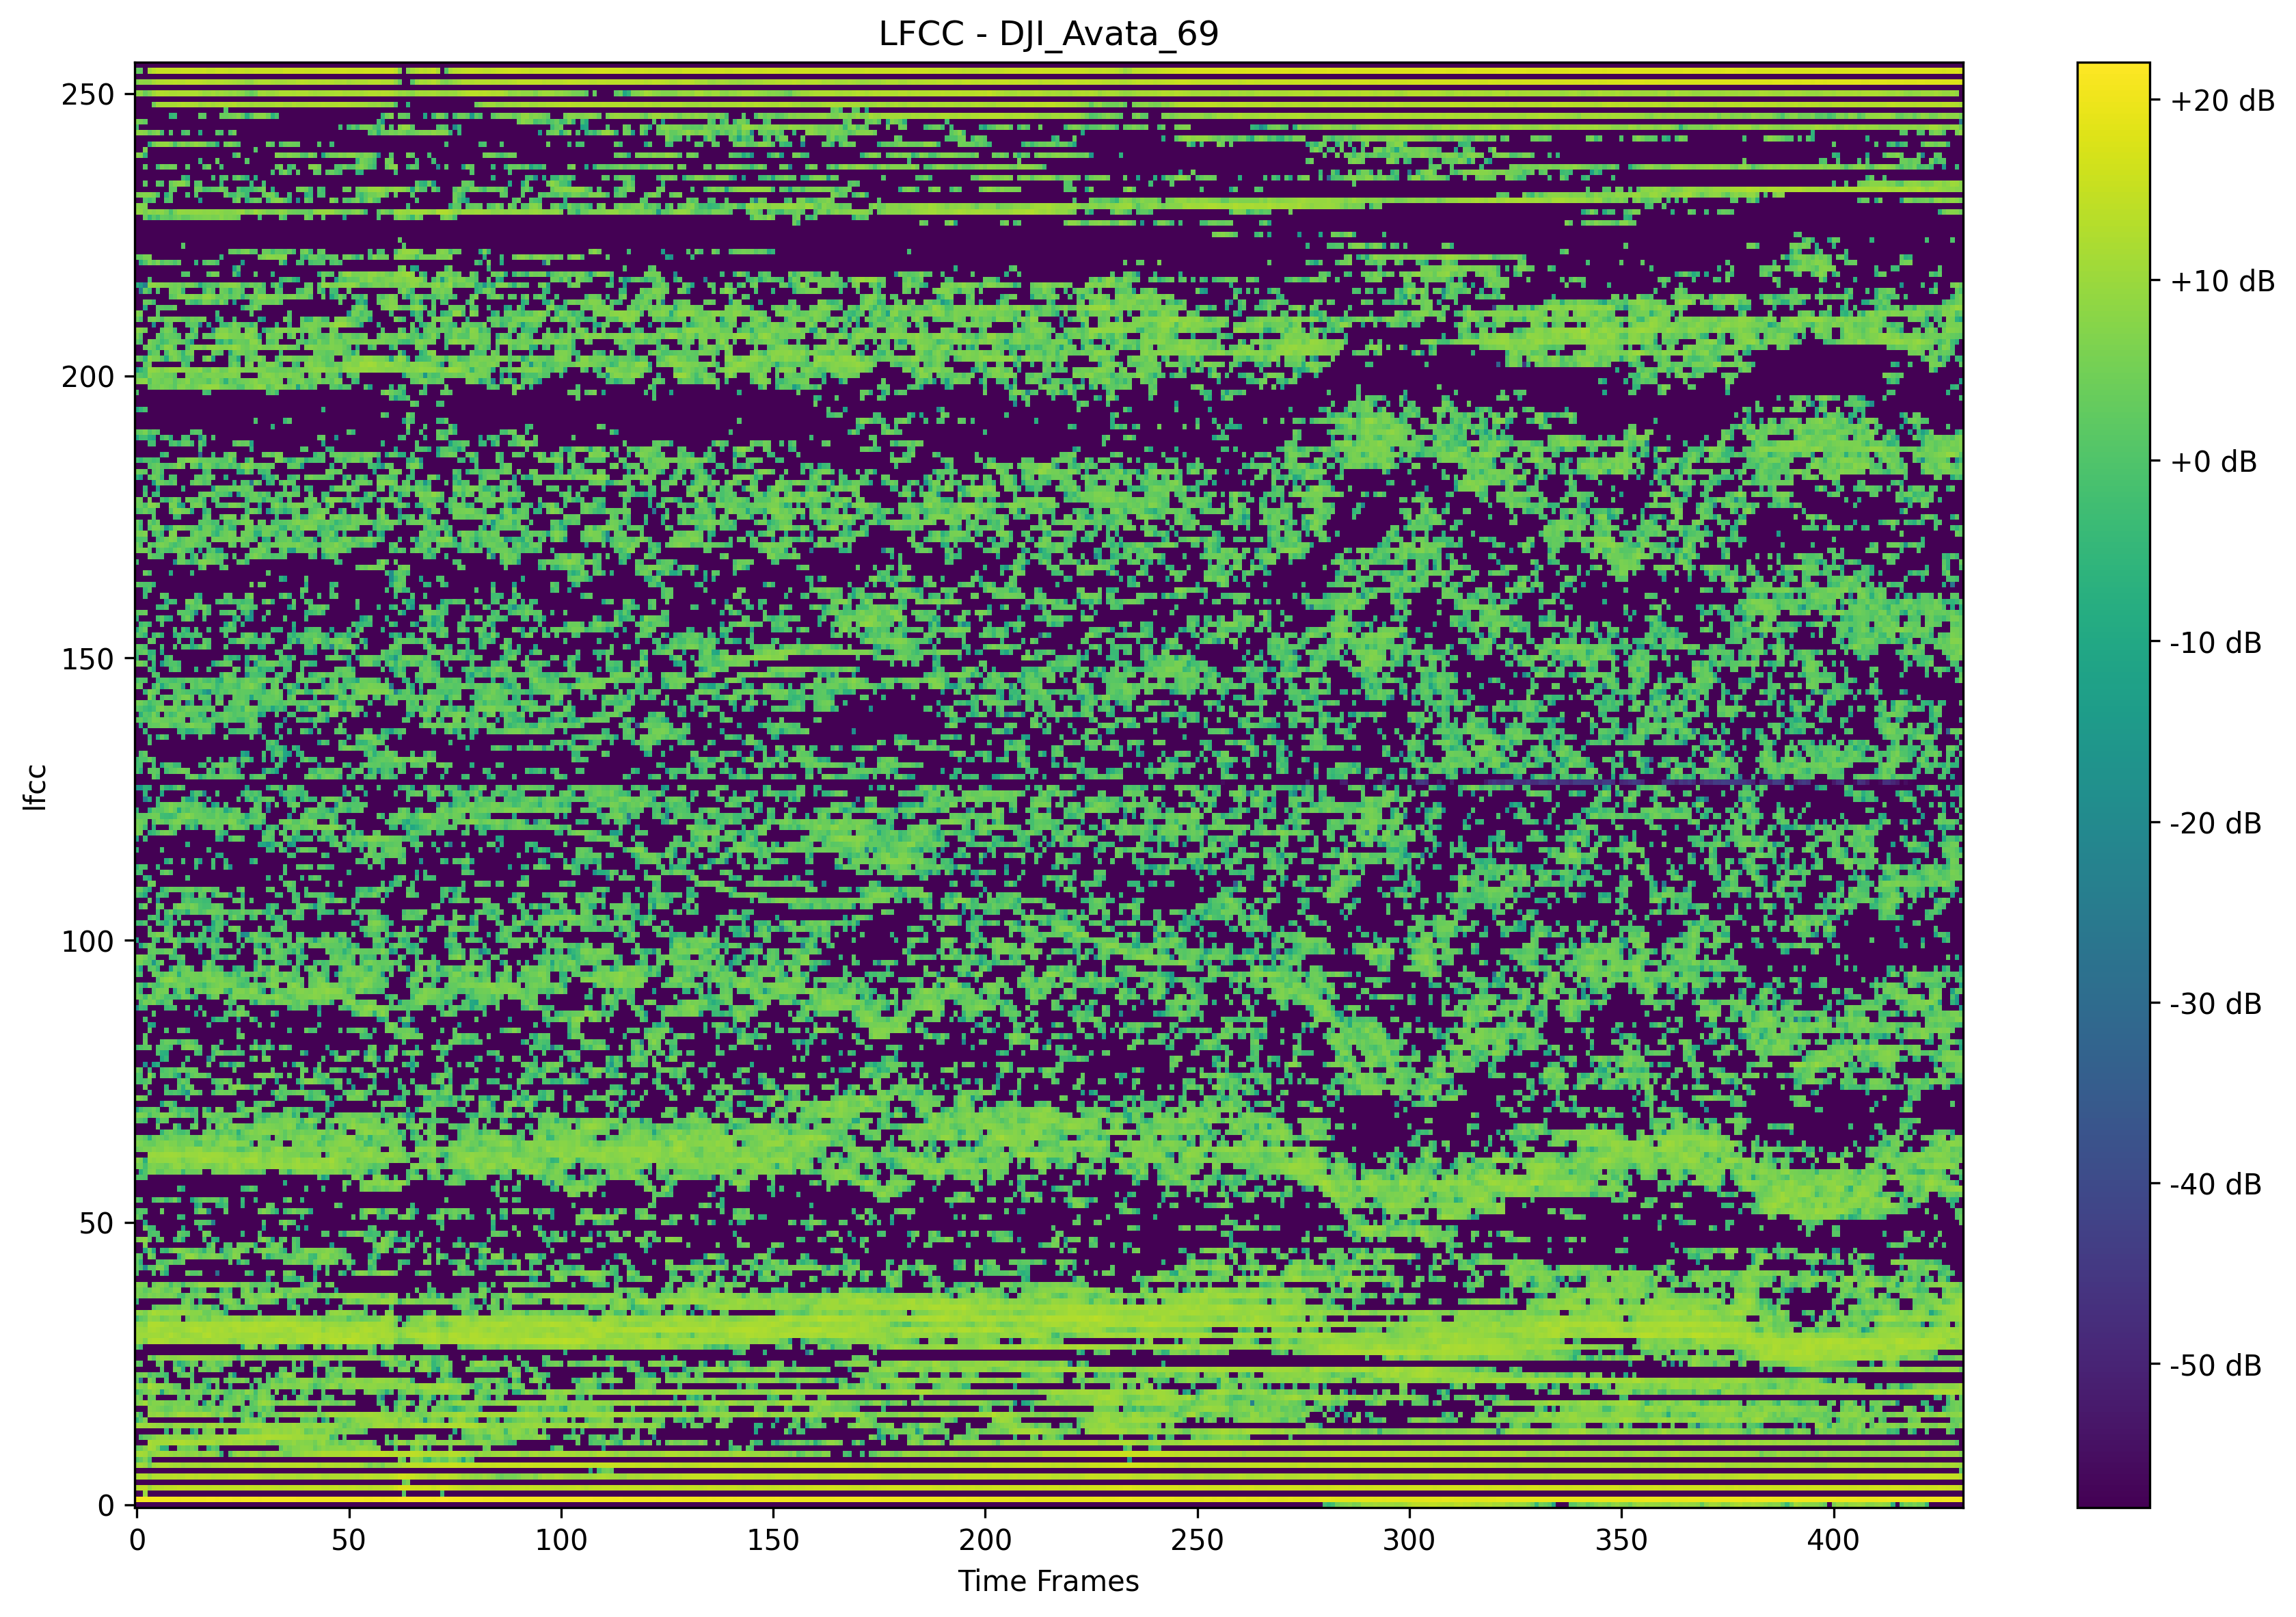 LFCC - DJI_Avata_69
250
200
150
100
50
0
lfcc
0 50 100 150 200 250 300 350 400
Time Frames
+20 dB
+10 dB
+0 dB
-10 dB
-20 dB
-30 dB
-40 dB
-50 dB